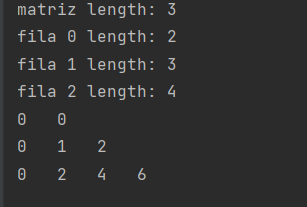 matriz length: 3
fila 0 length: 2
fila 1 length: 3
fila 2 length: 4
0   0
0   1   2
0   2   4   6